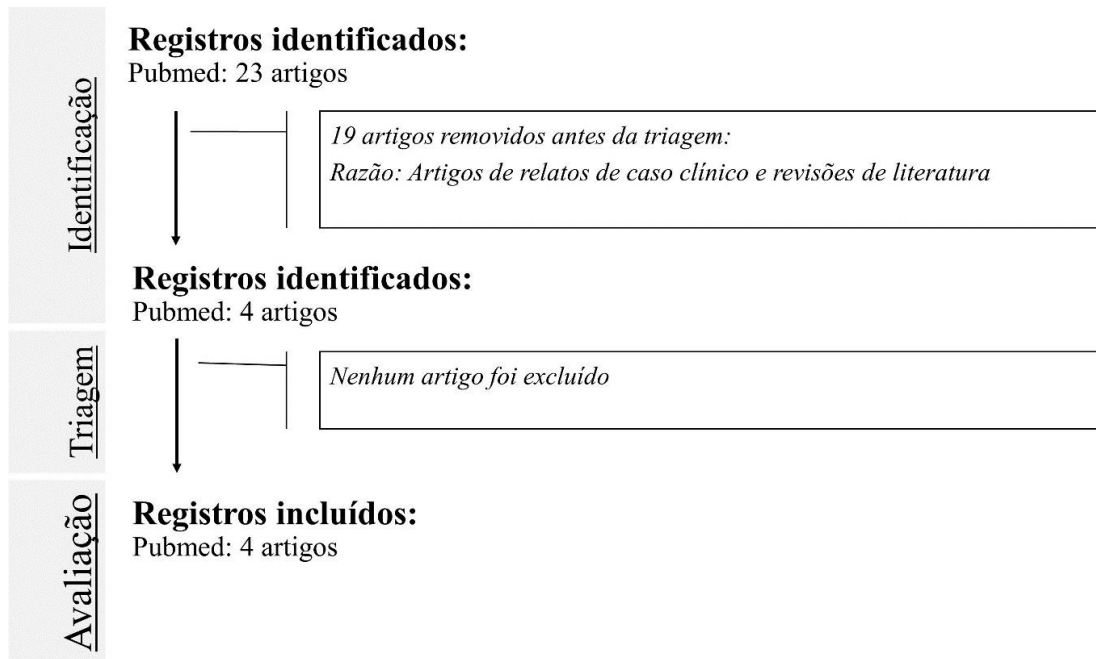 Identificação
Registros identificados:
Pubmed: 23 artigos
19 artigos removidos antes da triagem:
Razão: Artigos de relatos de caso clínico e revisões de literatura
Registros identificados:
Pubmed: 4 artigos
Triagem
Nenhum artigo foi excluído
Avaliação
Registros incluídos:
Pubmed: 4 artigos